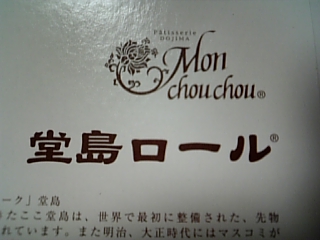 Pâtisserie
DOJIMA
Mon
chouchou®
堂島ロール®
ーク」堂島
たここ堂島は、世界で最初に整備された、先物
れています。また明治、大正時代にはマスコミが